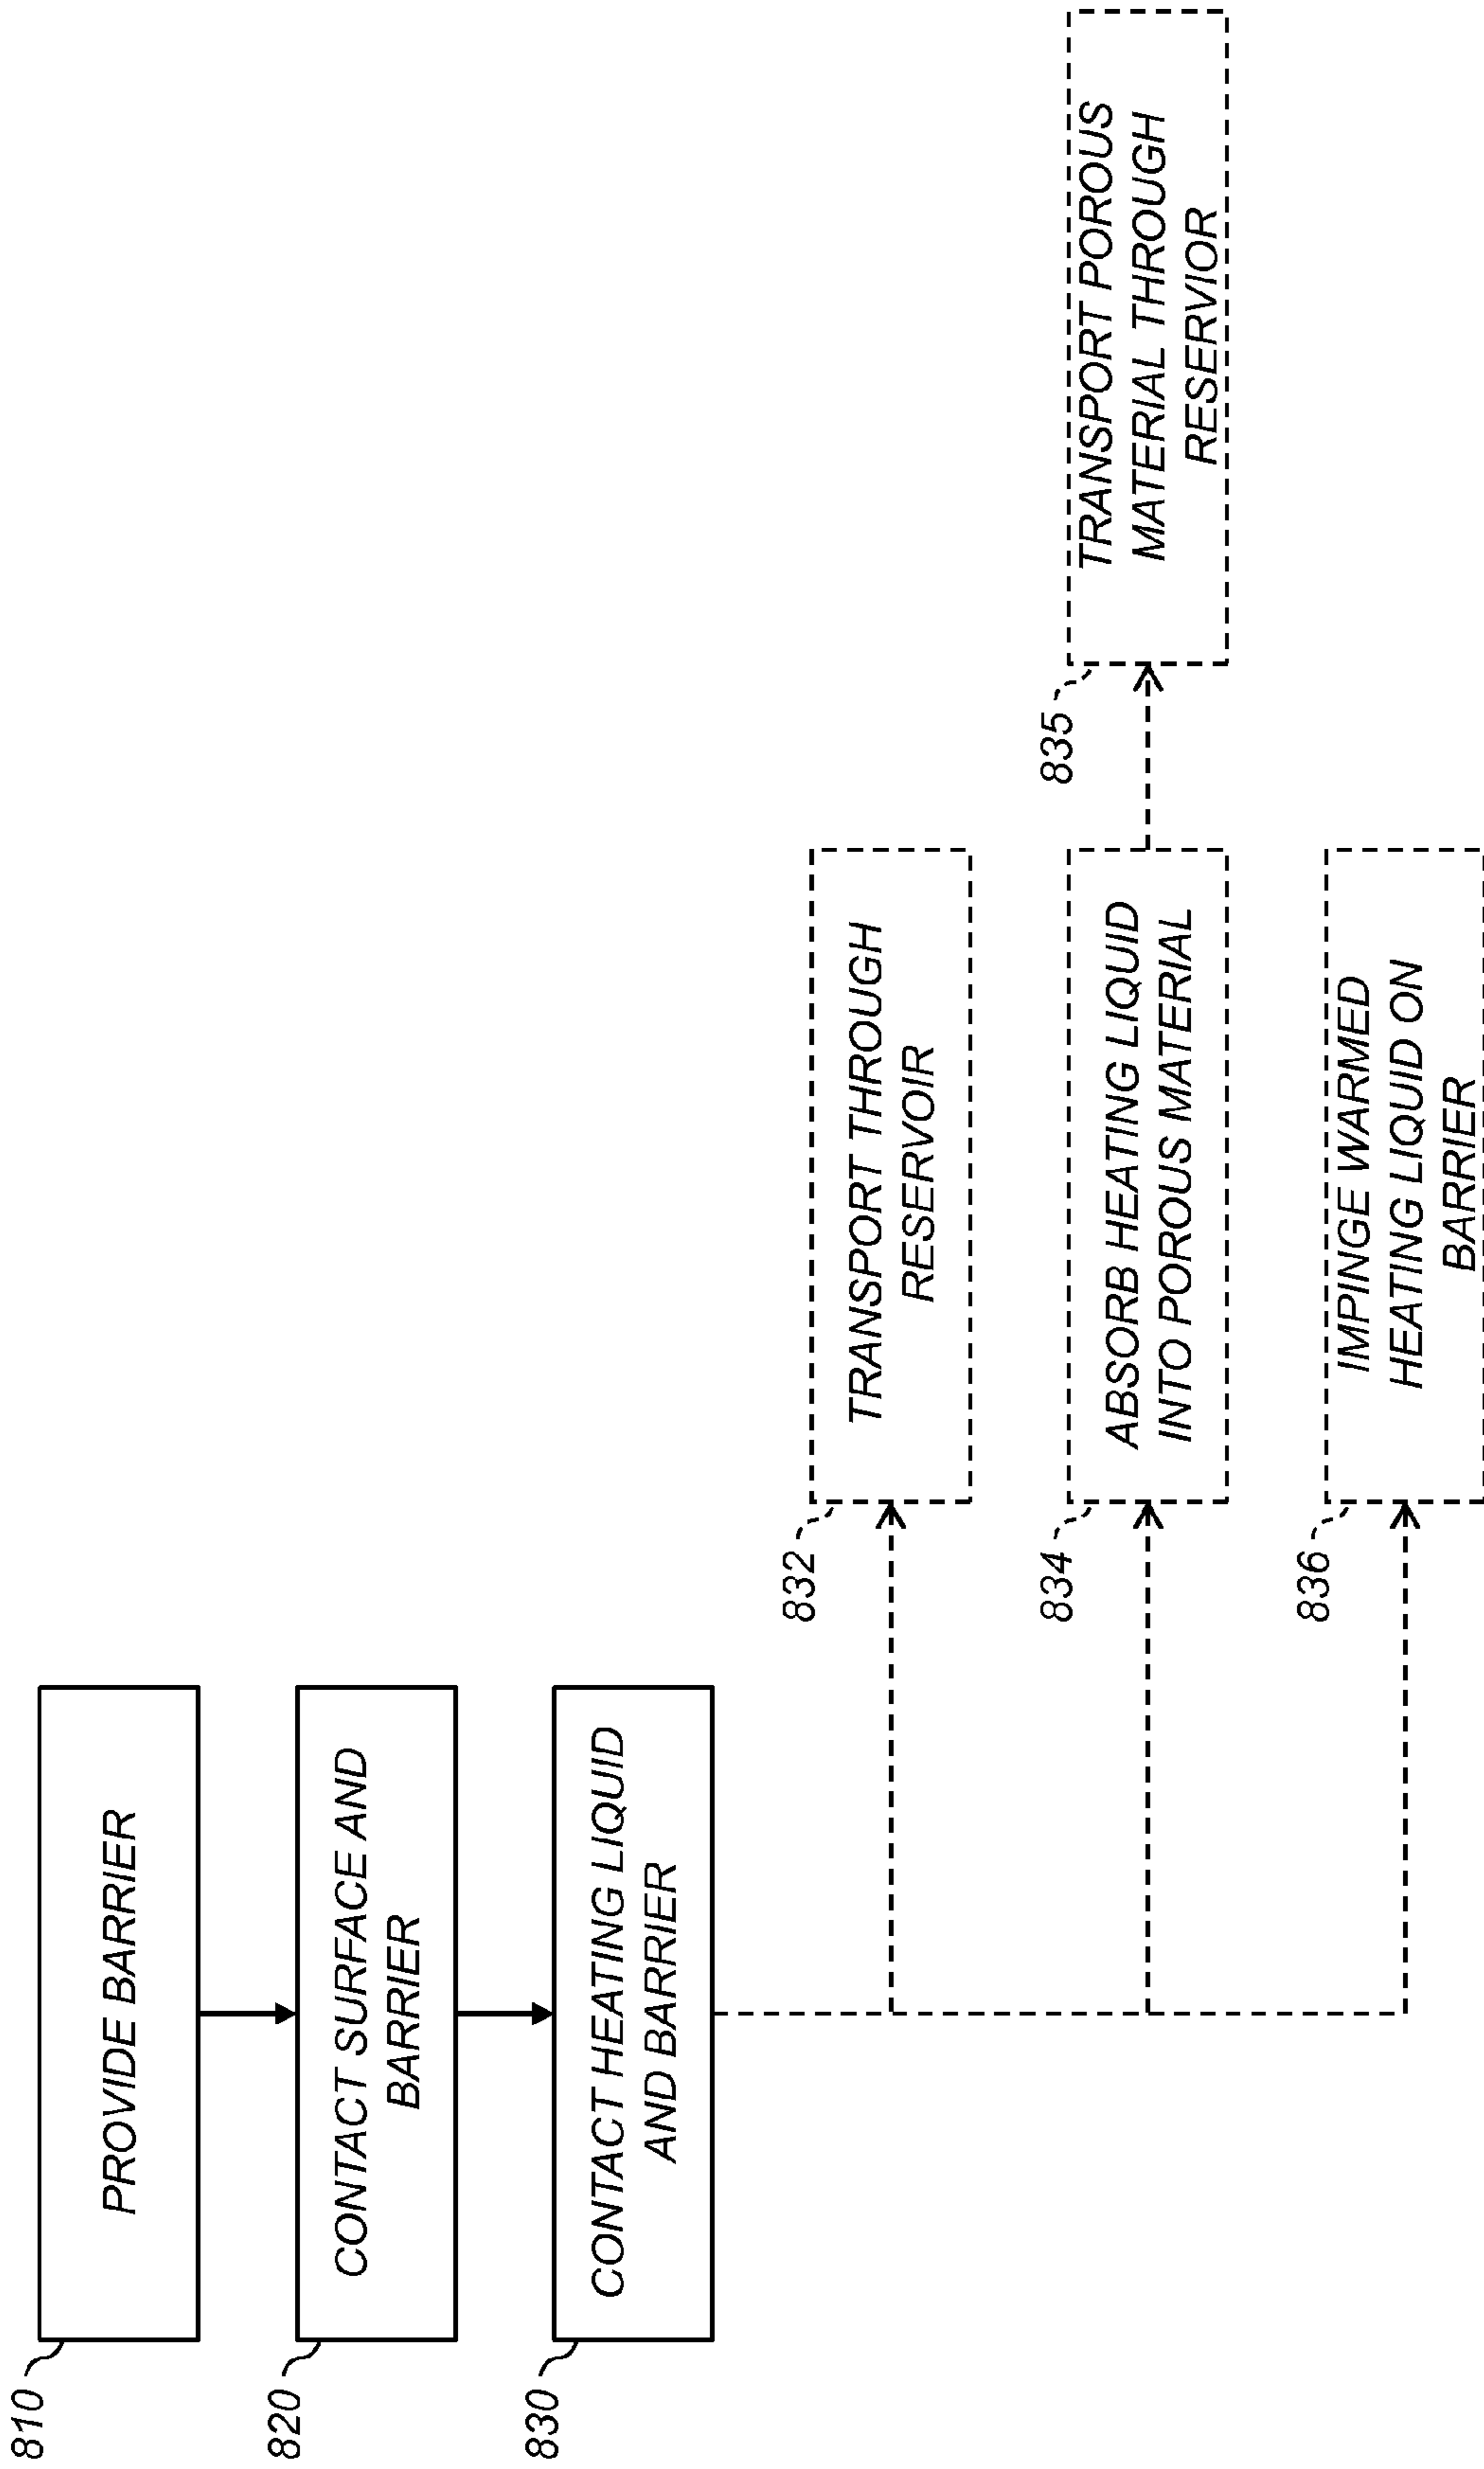 810
PROVIDE BARRIER
820
CONTACT SURFACE AND
BARRIER
830
CONTACT HEATING LIQUID
AND BARRIER
832
TRANSPORT THROUGH
RESERVOIR
834
ABSORB HEATING LIQUID
INTO POROUS MATERIAL
835
TRANSPORT POROUS
MATERIAL THROUGH
RESERVIOR
836
IMPINGE WARMED
HEATING LIQUID ON
BARRIER